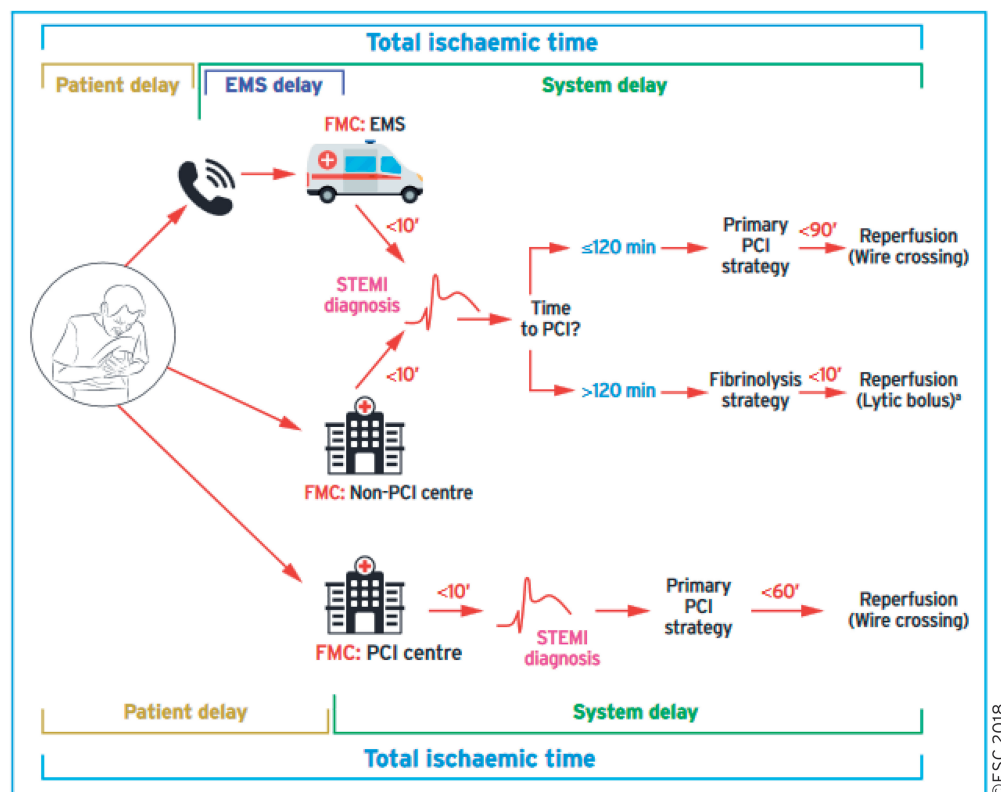 Total ischaemic time
Patient delay
EMS delay
System delay
FMC: EMS
<10'
STEMI
diagnosis
<10'
FMC: Non-PCI centre
Time
to PCI?
≤120 min
Primary
PCI
strategy
<90'
Reperfusion
(Wire crossing)
>120 min
Fibrinolysis
strategy
<10'
Reperfusion
(Lytic bolus)ª
FMC: PCI centre
<10'
STEMI
diagnosis
Primary
PCI
strategy
<60'
Reperfusion
(Wire crossing)
Patient delay
System delay
Total ischaemic time
©ESC 2018